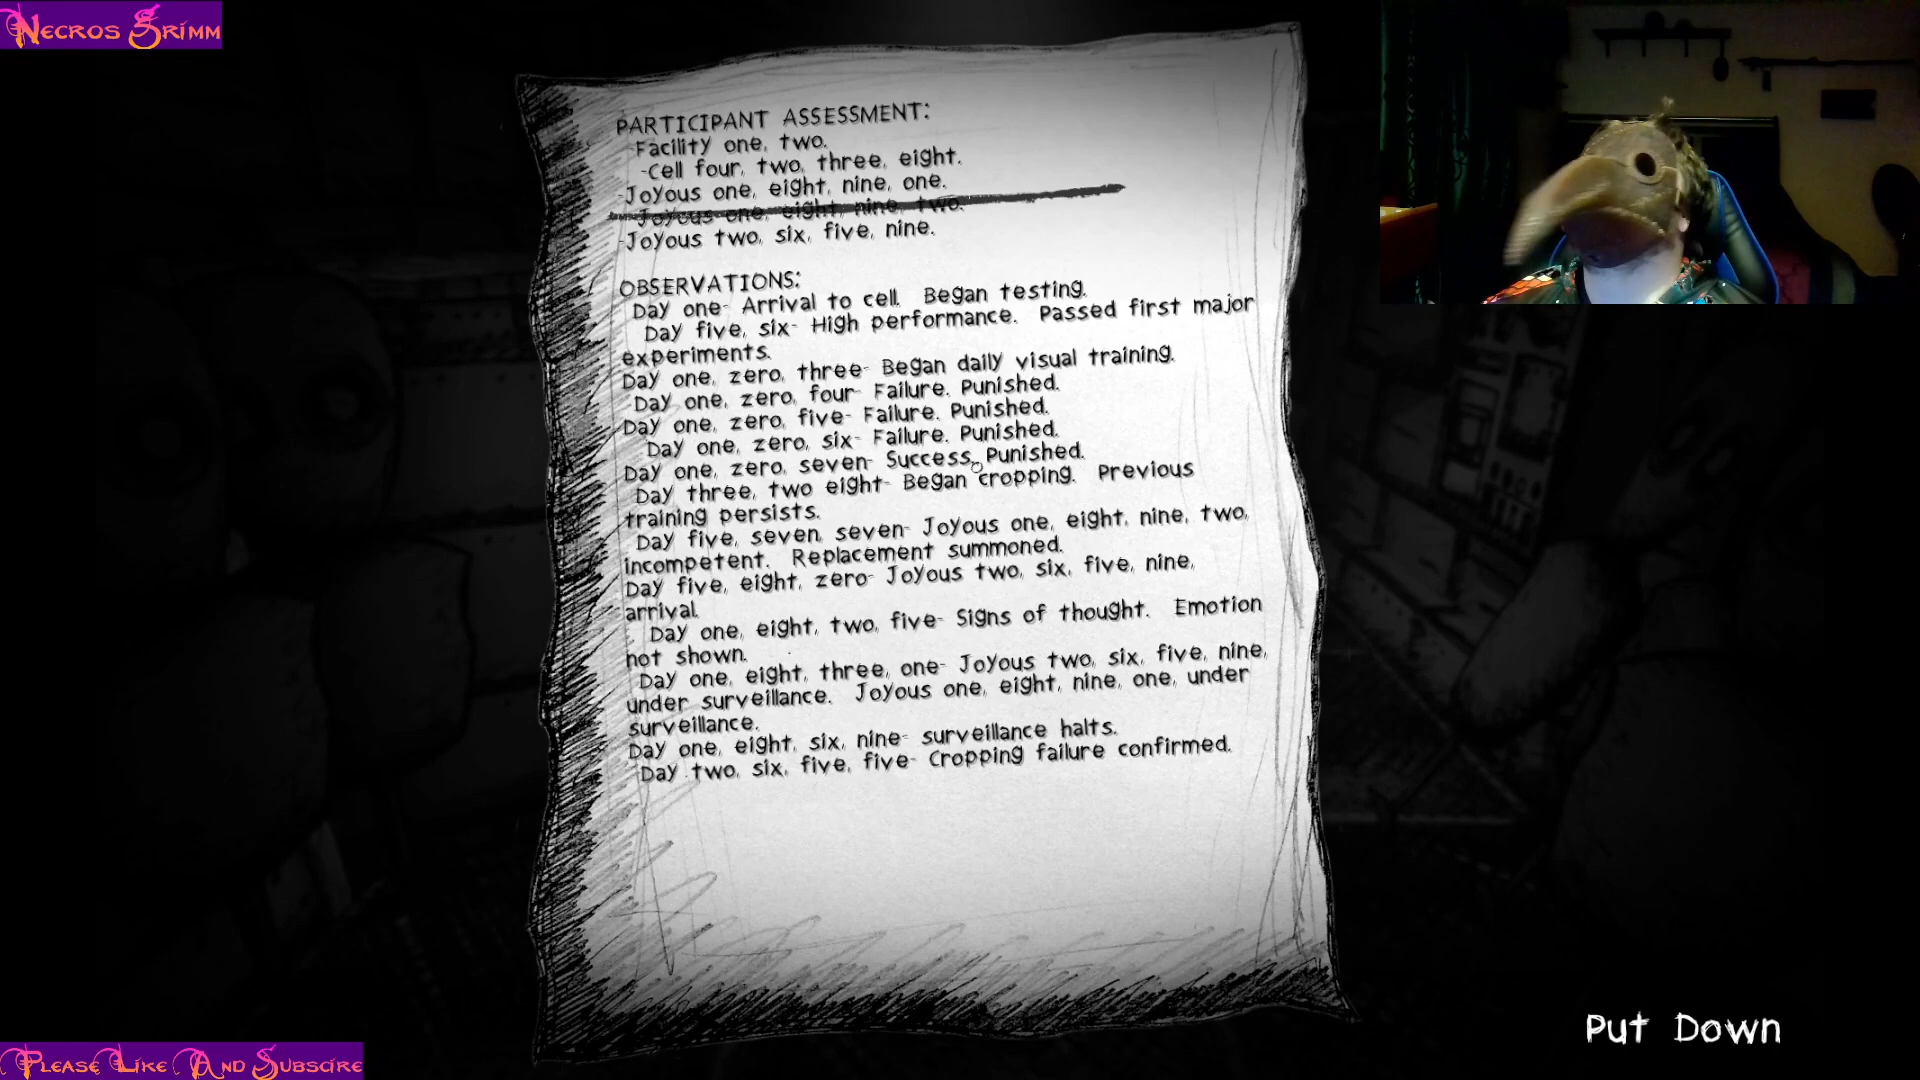 Necros Grimm
PARTICIPANT ASSESSMENT:
-Facility one, two.
-Cell four, two, three, eight.
-Joyous one, eight, nine, one.
-Joyous one, eight, nine, two.
-Joyous two, six, five, nine.
OBSERVATIONS:
Day one- Arrival to cell. Began testing.
Day five, six- High performance. Passed first major
experiments.
Day one, zero, three- Began daily visual training.
Day one, zero, four- Failure. Punished.
Day one, zero, five- Failure. Punished.
Day one, zero, six- Failure. Punished.
Day one, zero, seven- Success. Punished.
Day three, two eight- Began cropping. Previous
training persists.
Day five, seven, seven- Joyous one, eight, nine, two,
incompetent. Replacement summoned.
Day five, eight, zero- Joyous two, six, five, nine,
arrival.
Day one, eight, two, five- Signs of thought. Emotion
not shown.
Day one, eight, three, one- Joyous two, six, five, nine,
under surveillance. Joyous one, eight, nine, one, under
surveillance.
Day one, eight, six, nine- surveillance halts.
Day two, six, five, five- Cropping failure confirmed.
Put Down
Please Like And Subscire